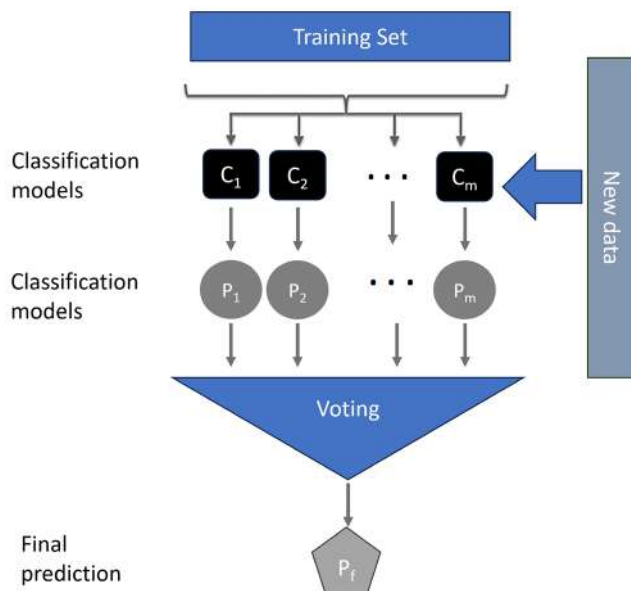 Training Set
Classification
models
C1 C2 ... Cm
New data
Classification
models
P1 P2 ... Pm
Voting
Final
prediction
Pf